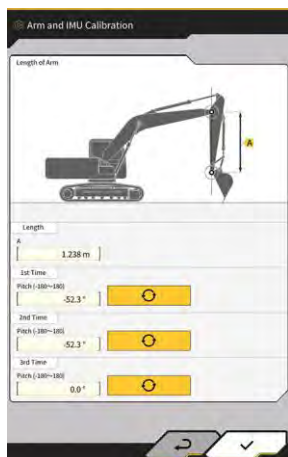 Arm and IMU Calibration
Length of Arm
A
Length
A
1.238 m
1st Time
Pitch (-180~180)
-52.3 °
2nd Time
Pitch (-180~180)
-52.3 °
3rd Time
Pitch (-180~180)
0.0 °